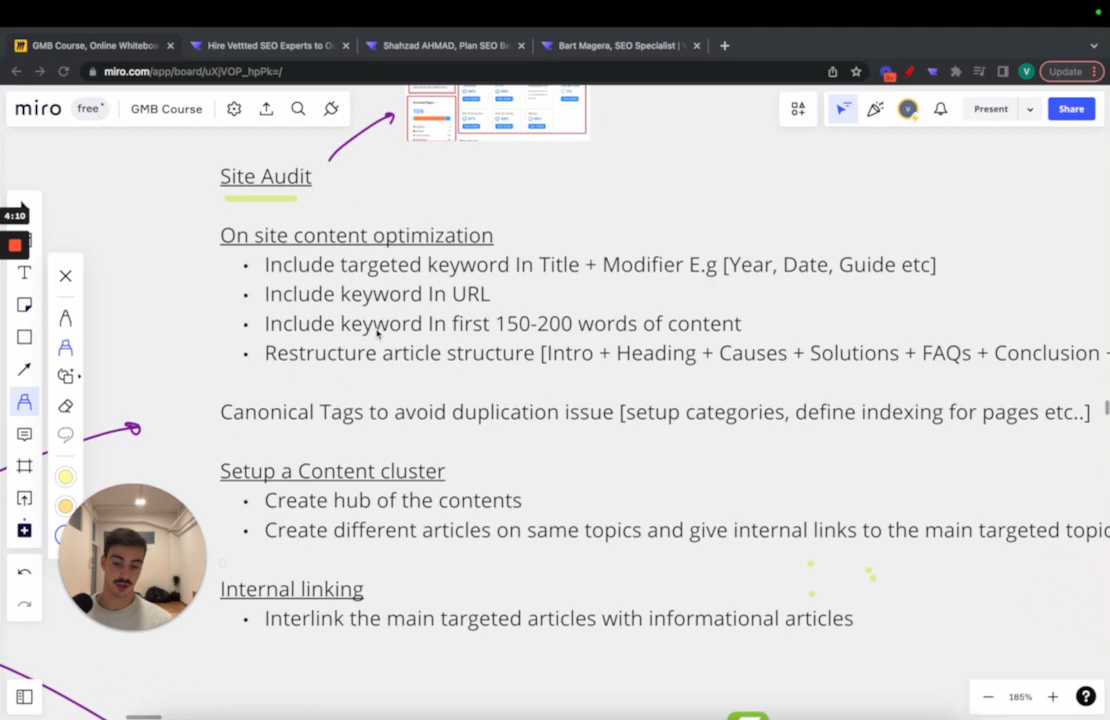 GMB Course, Online Whiteboa
Hire Vettted SEO Experts to O
Shahzad AHMAD, Plan SEO B
Bart Magera, SEO Specialist |
miro.com/app/board/uXjVOP_hpPk=/
V
Update
miro
free
GMB Course
Present
Share
Site Audit
4:10
On site content optimization
• Include targeted keyword In Title + Modifier E.g [Year, Date, Guide etc]
• Include keyword In URL
• Include keyword In first 150-200 words of content
• Restructure article structure [Intro + Heading + Causes + Solutions + FAQs + Conclusion
Canonical Tags to avoid duplication issue [setup categories, define indexing for pages etc..]
Setup a Content cluster
• Create hub of the contents
• Create different articles on same topics and give internal links to the main targeted topic
Internal linking
• Interlink the main targeted articles with informational articles
185%